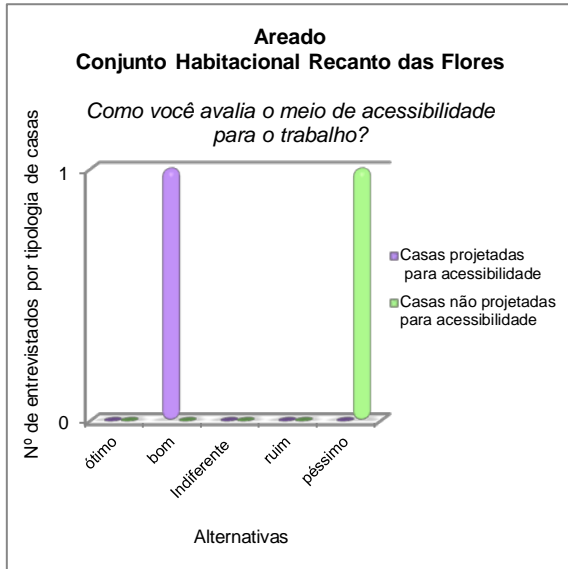 Areado
Conjunto Habitacional Recanto das Flores
Como você avalia o meio de acessibilidade
para o trabalho?
Nº de entrevistados por tipologia de casas
1
0
ótimo
bom
Indiferente
ruim
péssimo
Alternativas
Casas projetadas
para acessibilidade
Casas não projetadas
para acessibilidade